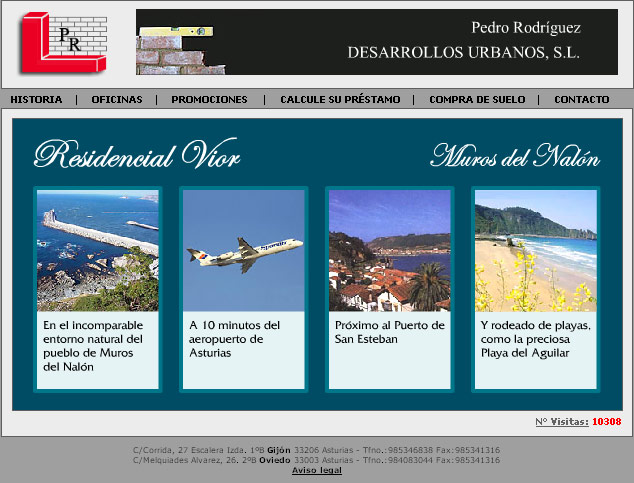 PR
Pedro Rodríguez
DESARROLLOS URBANOS, S.L.
HISTORIA | OFICINAS | PROMOCIONES | CALCULE SU PRÉSTAMO | COMPRA DE SUELO | CONTACTO
Residencial Vior
Muros del Nalón
Spanair
En el incomparable
entorno natural del
pueblo de Muros
del Nalón
A 10 minutos del
aeropuerto de
Asturias
Próximo al Puerto de
San Esteban
Y rodeado de playas,
como la preciosa
Playa del Aguilar
Nº Visitas: 10308
C/Corrida, 27 Escalera Izda. 1ºB Gijón 33206 Asturias - Tfno.:985346838 Fax:985341316
C/Melquiades Alvarez, 26. 2ºB Oviedo 33003 Asturias - Tfno.:984083044 Fax:985341316
Aviso legal